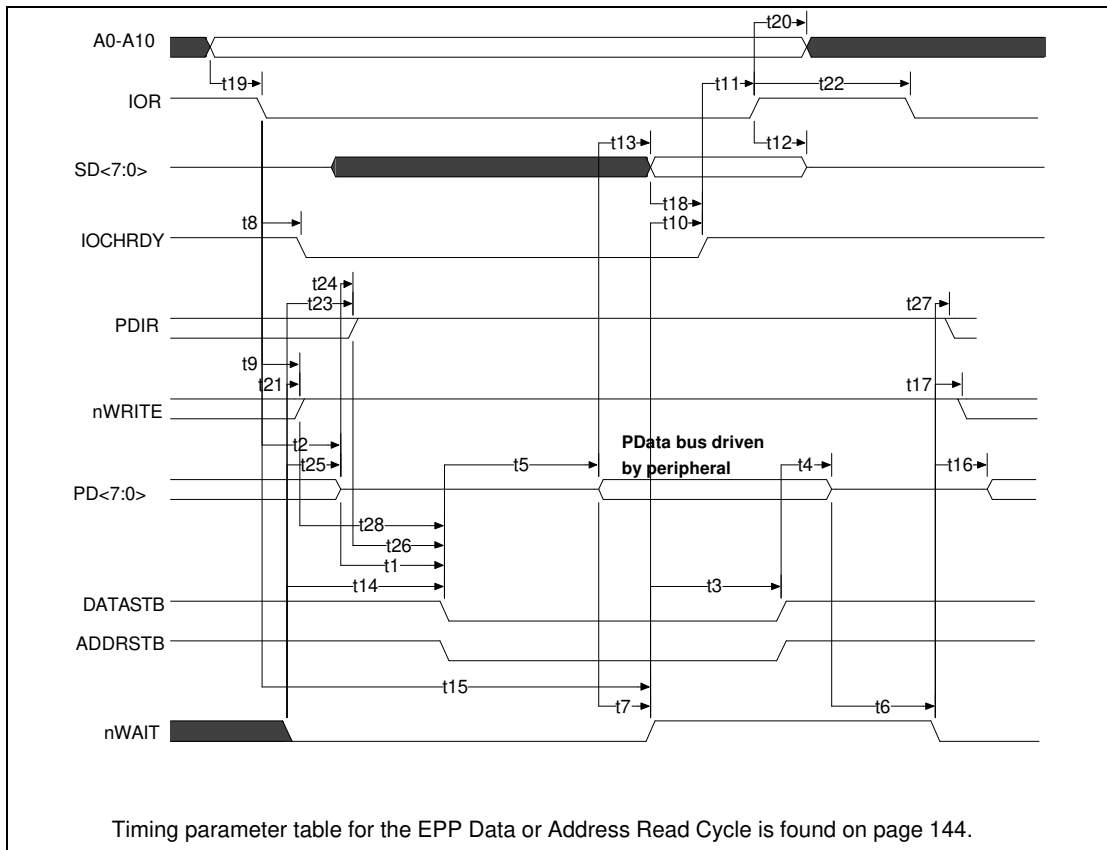 t20
A0-A10
t19
t11
t22
IOR
t13
t12
SD<7:0>
t18
t8
t10
IOCHRDY
t24
t23
t27
PDIR
t9
t21
t17
nWRITE
t2
PData bus driven
by peripheral
t25
t5
t4
t16
PD<7:0>
t28
t26
t1
t14
t3
DATASTB
ADDRSTB
t15
t7
t6
nWAIT
Timing parameter table for the EPP Data or Address Read Cycle is found on page 144.